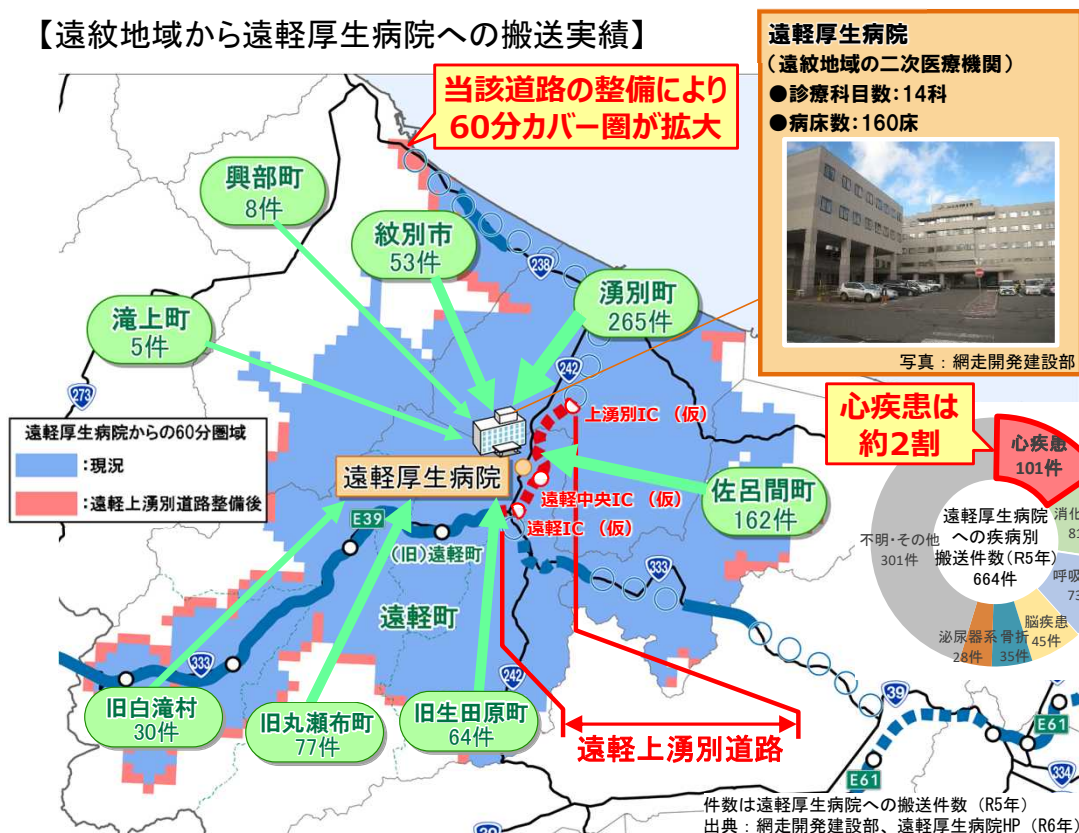 【遠紋地域から遠軽厚生病院への搬送実績】
遠軽厚生病院
(遠紋地域の二次医療機関)
●診療科目数:14科
●病床数:160床
写真:網走開発建設部
当該道路の整備により
60分カバー圏が拡大
興部町
8件
紋別市
53件
湧別町
265件
滝上町
5件
238
242
273
上湧別IC (仮)
遠軽厚生病院からの60分圏域
:現況
:遠軽上湧別道路整備後
遠軽厚生病院
遠軽中央IC (仮)
遠軽IC (仮)
佐呂間町
162件
E39
(旧)遠軽町
遠軽町
333
333
242
旧白滝村
30件
旧丸瀬布町
77件
旧生田原町
64件
遠軽上湧別道路
心疾患は
約2割
心疾患
101件
消化
81
呼吸
73
脳疾患
45件
骨折
35件
泌尿器系
28件
不明・その他
301件
遠軽厚生病院
への疾病別
搬送件数(R5年)
664件
39
E61
E61
334
39
件数は遠軽厚生病院への搬送件数 (R5年)
出典:網走開発建設部、遠軽厚生病院HP (R6年)